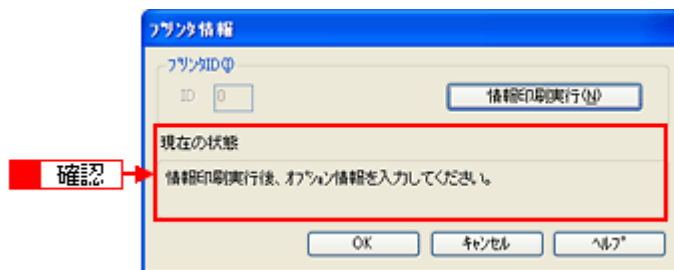 プリンタ情報
プリンタID(I)
ID 0
情報印刷実行(N)
現在の状態
確認
情報印刷実行後、オプション情報を入力してください。
OK キャンセル ヘルプ